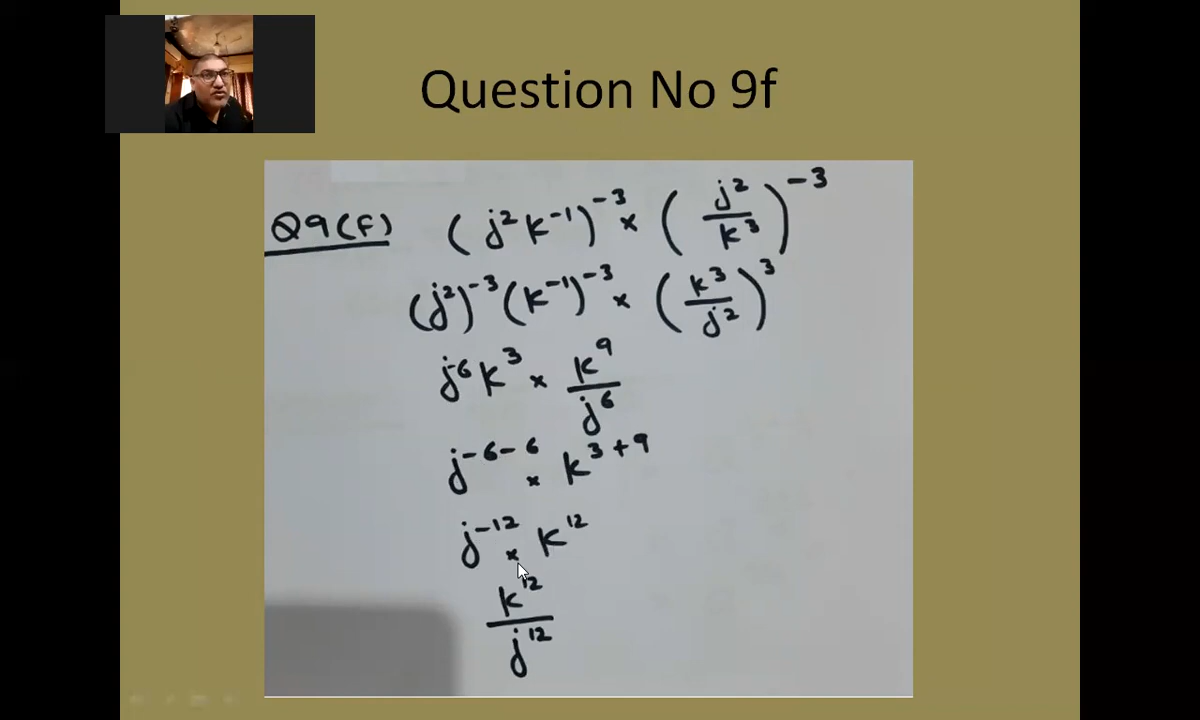 Question No 9f
Q9(F) (j²k⁻¹)⁻³ × (j²/k³)⁻³
(j²)⁻³(k⁻¹)⁻³ × (k³/j²)³
j⁻⁶k³ × k⁹/j⁶
j⁻⁶⁻⁶ × k³⁺⁹
j⁻¹² × k¹²
k¹²/j¹²